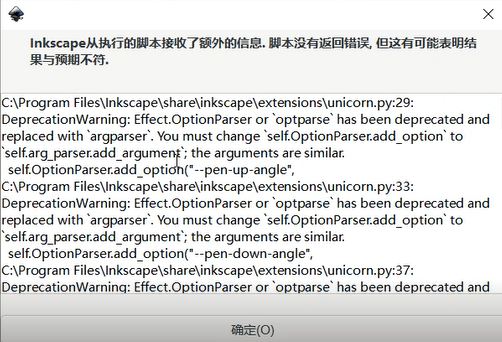 Inkscape从执行的脚本接收了额外的信息. 脚本没有返回错误, 但这有可能表明结
果与预期不符.
C:\Program Files\Inkscape\share\inkscape\extensions\unicorn.py:29:
DeprecationWarning: Effect.OptionParser or `optparse` has been deprecated and
replaced with `argparser`. You must change `self.OptionParser.add_option` to
`self.arg_parser.add_argument`; the arguments are similar.
self.OptionParser.add_option("--pen-up-angle",
C:\Program Files\Inkscape\share\inkscape\extensions\unicorn.py:33:
DeprecationWarning: Effect.OptionParser or `optparse` has been deprecated and
replaced with `argparser`. You must change `self.OptionParser.add_option` to
`self.arg_parser.add_argument`; the arguments are similar.
self.OptionParser.add_option("--pen-down-angle",
C:\Program Files\Inkscape\share\inkscape\extensions\unicorn.py:37:
DeprecationWarning: Effect.OptionParser or `optparse` has been deprecated and
确定(O)